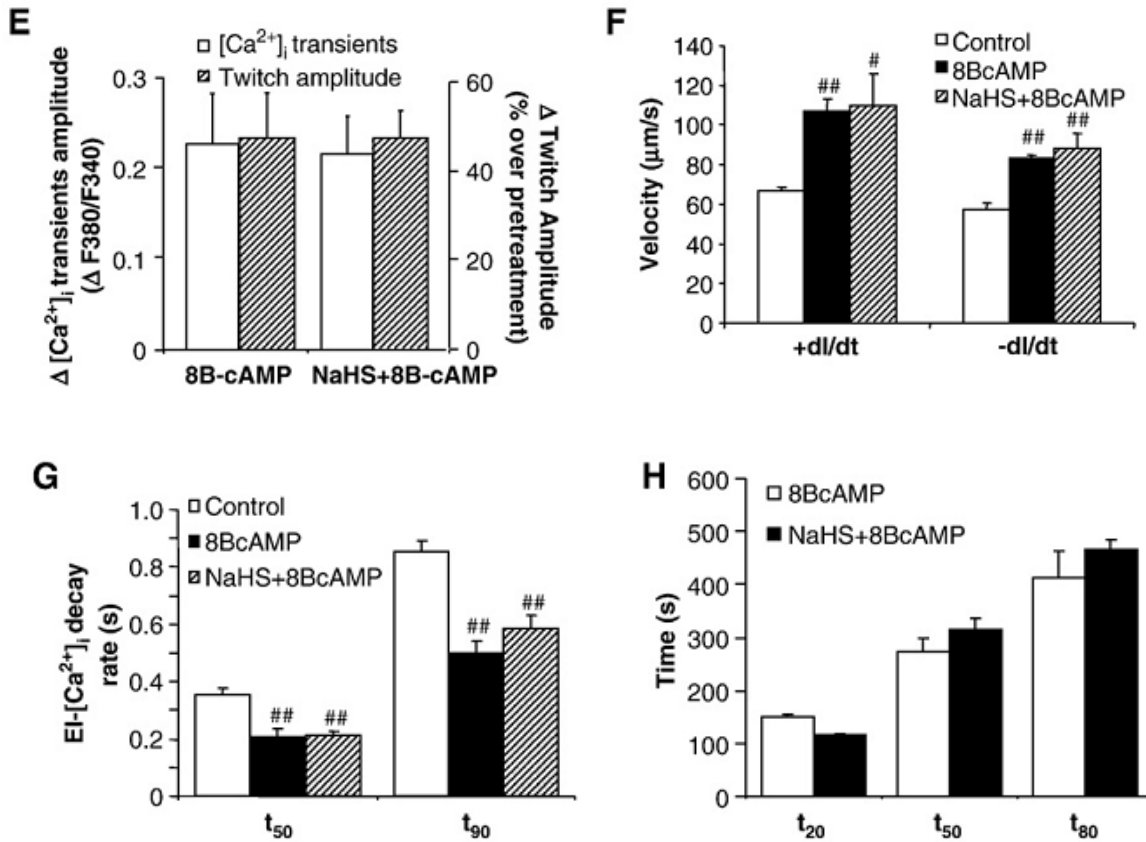 E
[Ca²⁺]ᵢ transients
Twitch amplitude
Δ [Ca²⁺]ᵢ transients amplitude
(Δ F380/F340)
0.3
0.2
0.1
0
60
40
20
0
Δ Twitch Amplitude
(% over pretreatment)
8B-cAMP
NaHS+8B-cAMP
F
Control
8BcAMP
NaHS+8BcAMP
Velocity (μm/s)
140
120
100
80
60
40
20
0
## #
## ##
+dl/dt
-dl/dt
G
Control
8BcAMP
NaHS+8BcAMP
EI-[Ca²⁺]ᵢ decay
rate (s)
1.0
0.8
0.6
0.4
0.2
0
## ##
## ##
t₅₀
t₉₀
H
8BcAMP
NaHS+8BcAMP
Time (s)
600
500
400
300
200
100
0
t₂₀
t₅₀
t₈₀